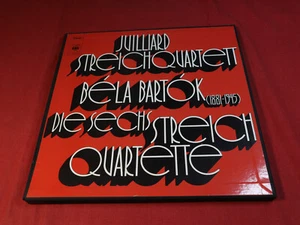 JUILLIARD
STREICHQUARTETT
BÉLA BARTÓK (1881-1945)
DIE SECHS
STREICH
QUARTETTE